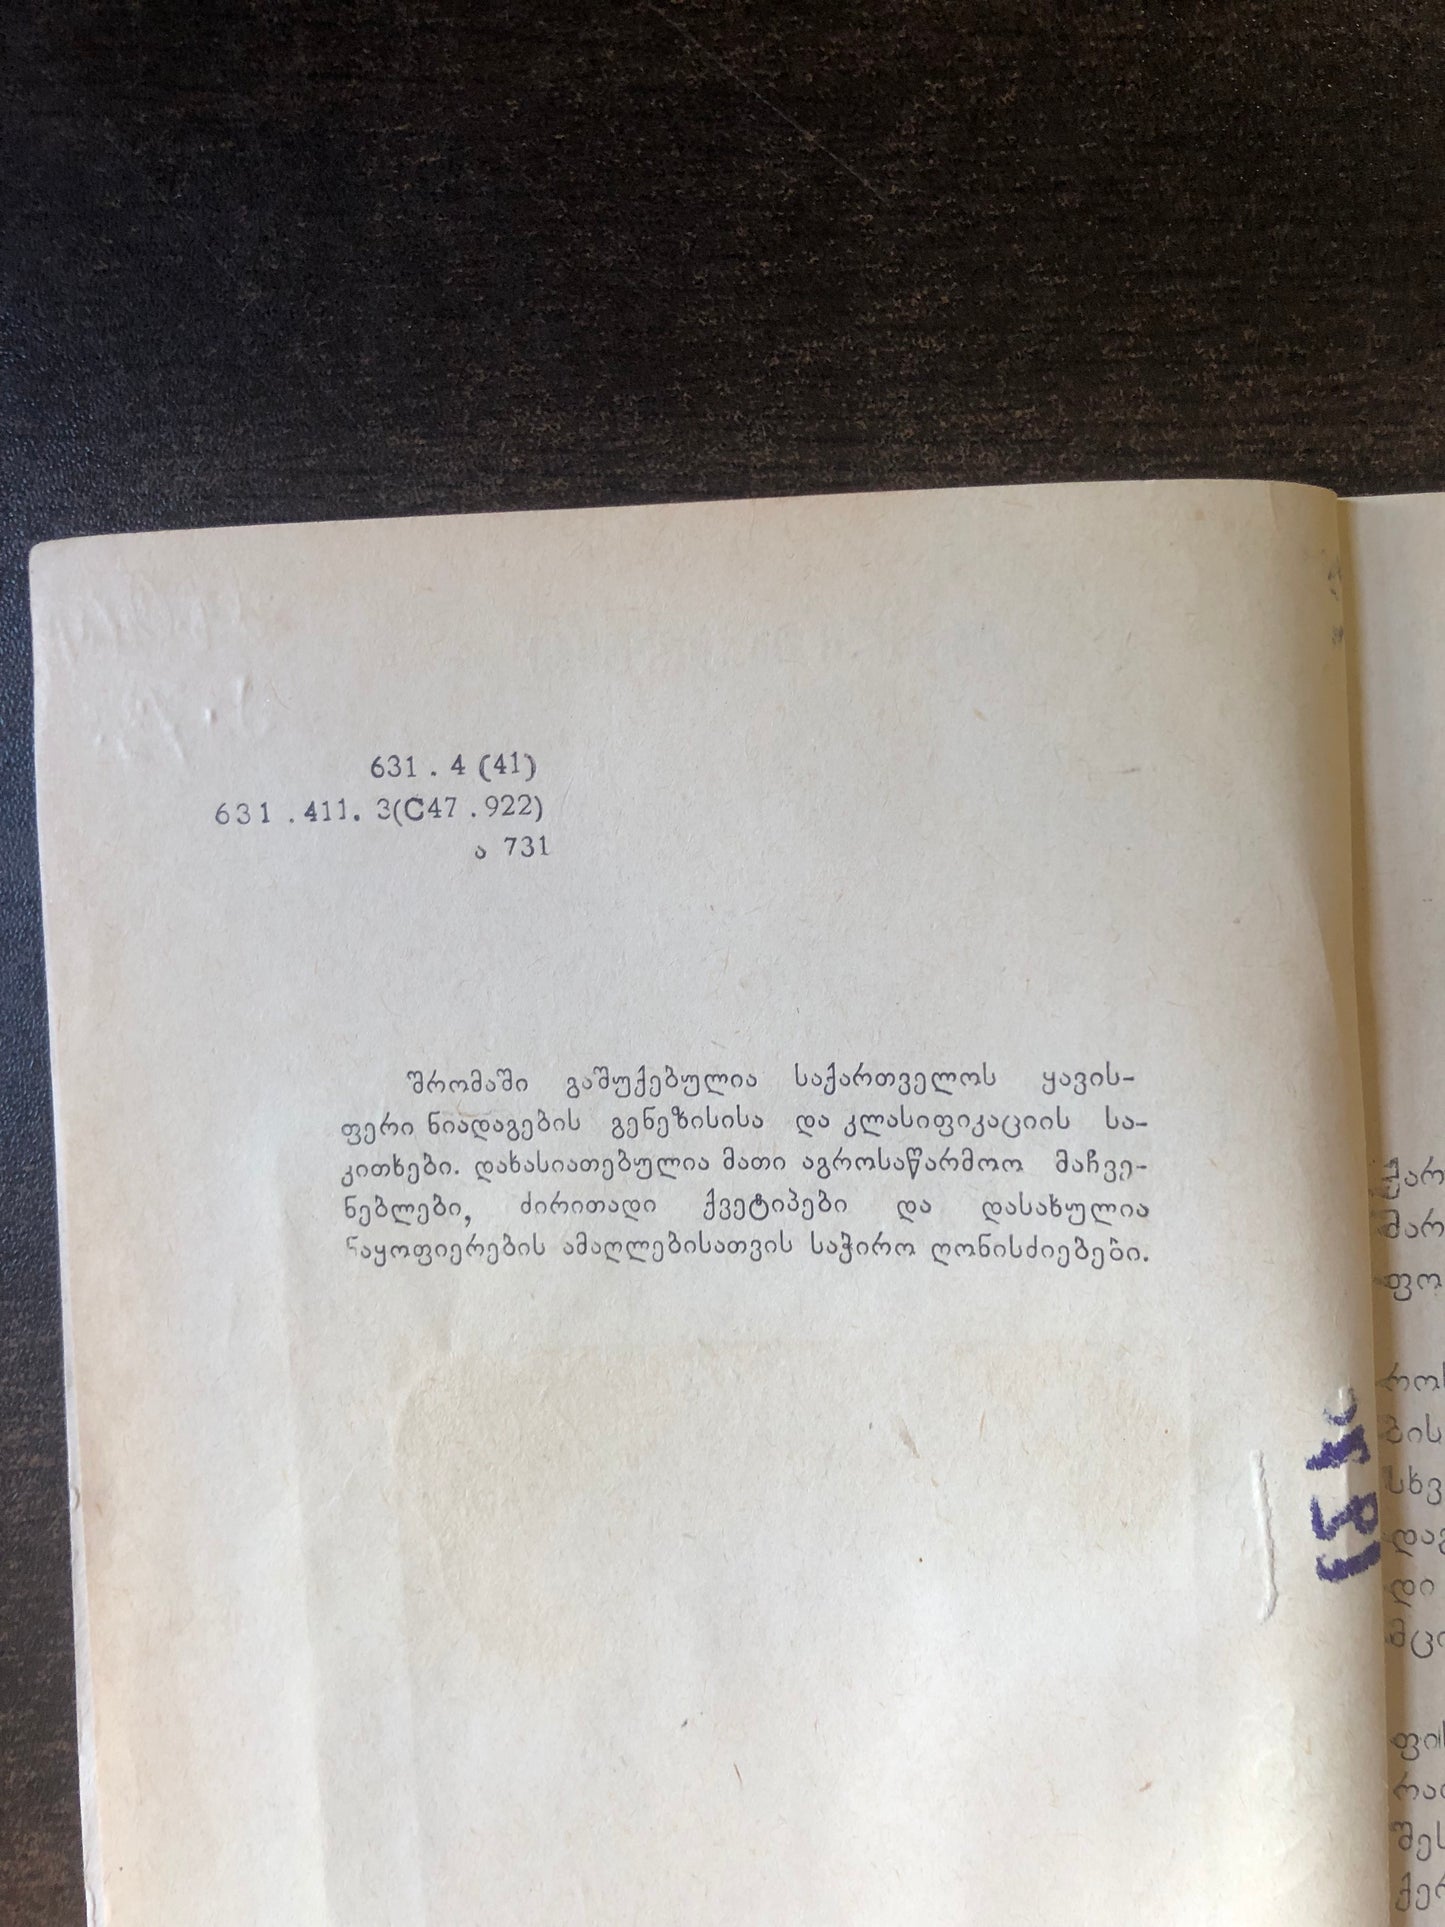 631 . 4 (41)
631 .411. 3(C47 .922)
ა 731
შრომაში გაშუქებულია საქართველოს ყავის-
ფერი ნიადაგების გენეზისისა და კლასიფიკაციის სა-
კითხები. დახასიათებულია მათი აგროსაწარმოო მაჩვე-
ნებლები, ძირითადი ქვეტიპები და დასახულია
ნაყოფიერების ამაღლებისათვის საჭირო ღონისძიებები.